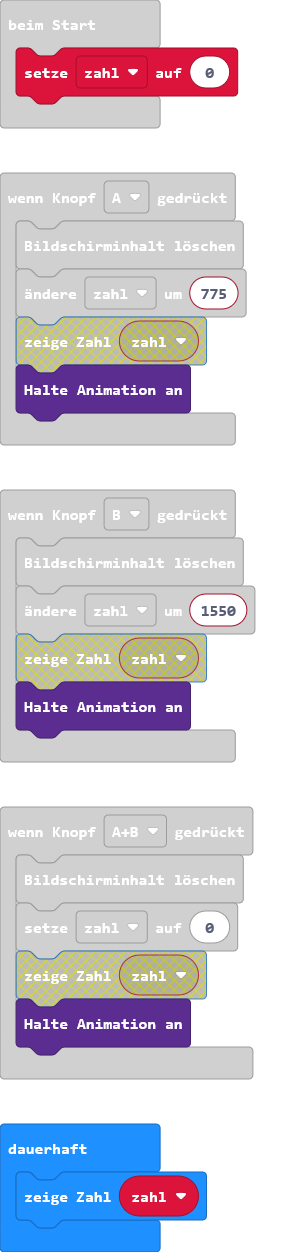 beim Start
setze zahl auf 0
wenn Knopf A gedrückt
Bildschirminhalt löschen
ändere zahl um 775
zeige Zahl zahl
Halte Animation an
wenn Knopf B gedrückt
Bildschirminhalt löschen
ändere zahl um 1550
zeige Zahl zahl
Halte Animation an
wenn Knopf A+B gedrückt
Bildschirminhalt löschen
setze zahl auf 0
zeige Zahl zahl
Halte Animation an
dauerhaft
zeige Zahl zahl